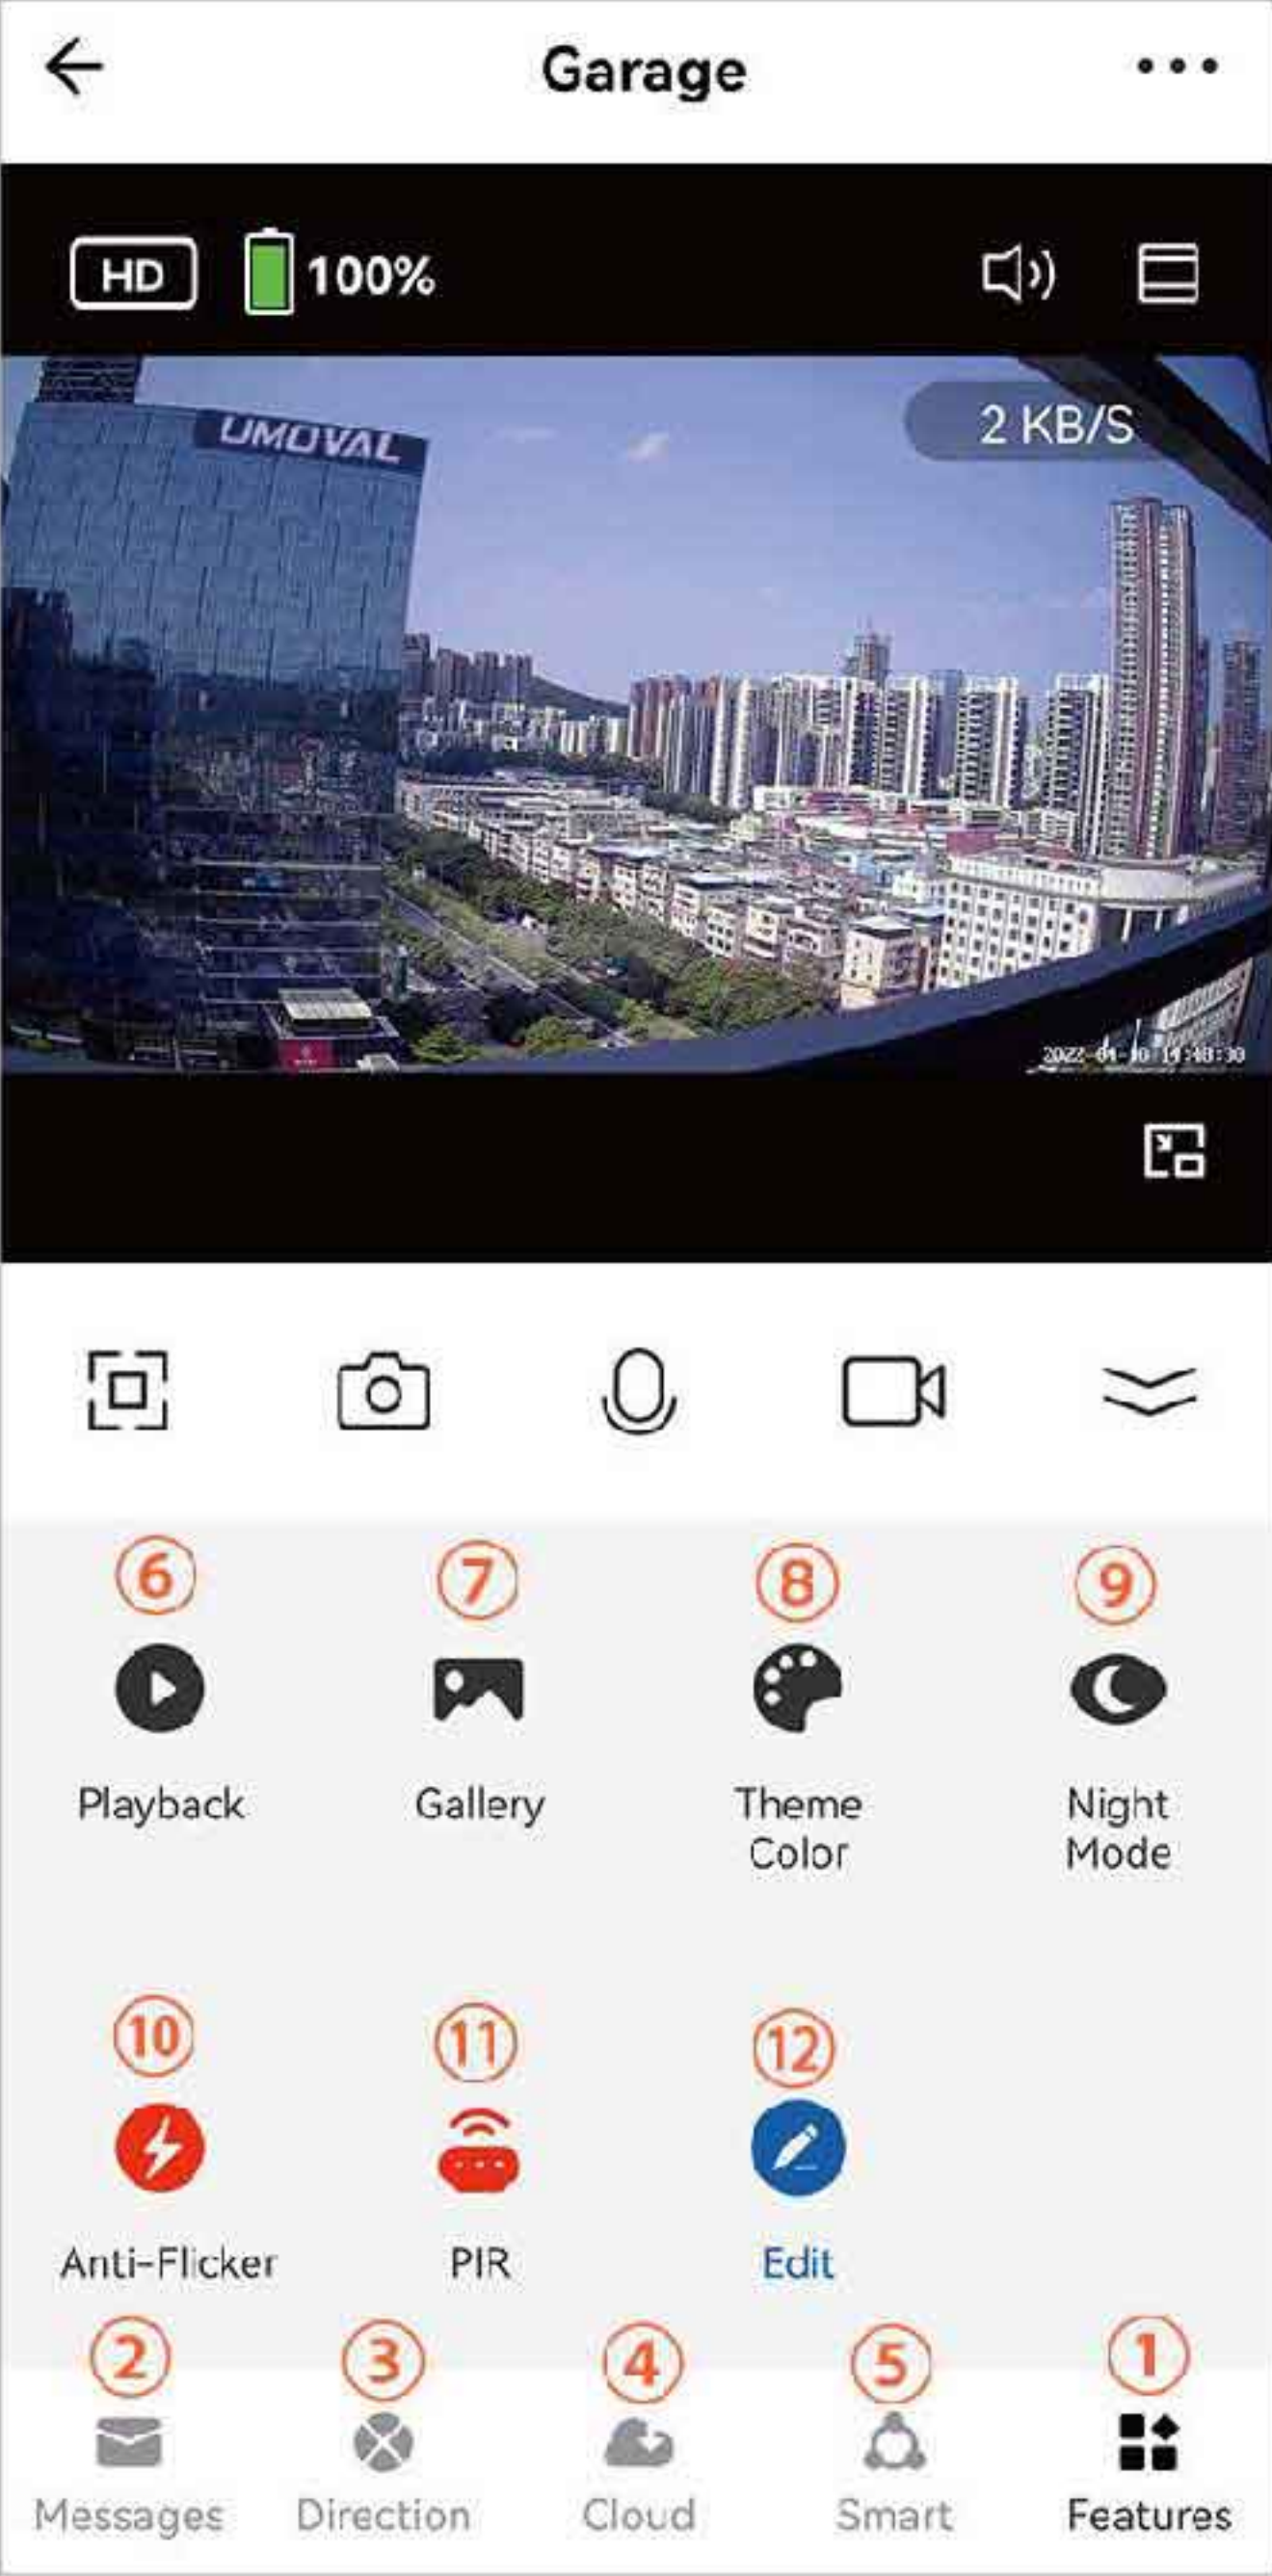 Garage
HD 100%
UMOVAL
2 KB/S
6 7 8 9
Playback Gallery Theme Color Night Mode
10 11 12
Anti-Flicker PIR Edit
2 3 4 5 1
Messages Direction Cloud Smart Features